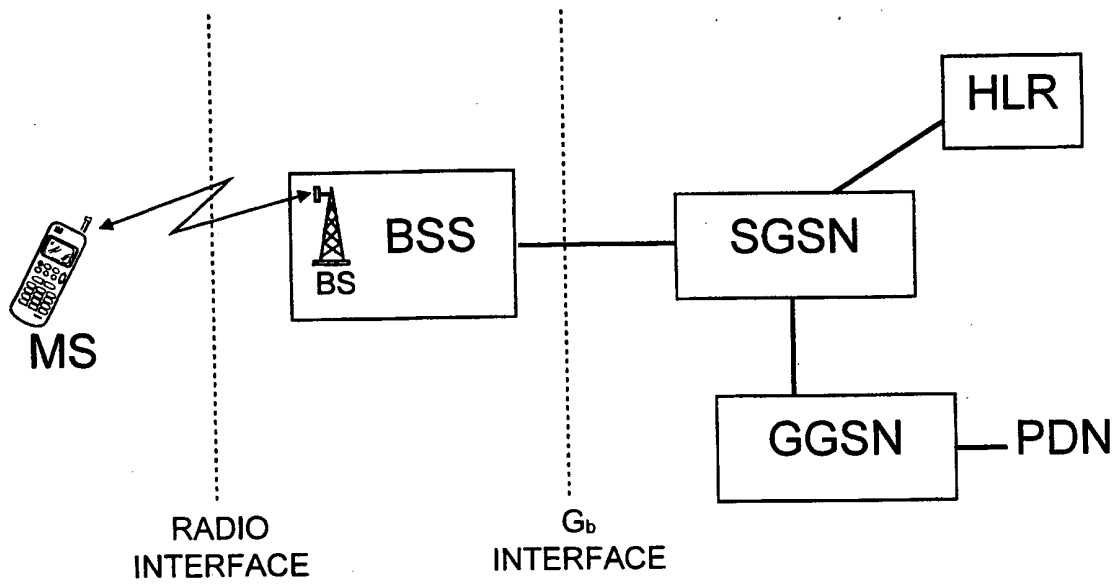 HLR
BSS
BS
SGSN
MS
GGSN
PDN
RADIO
INTERFACE
Gb
INTERFACE